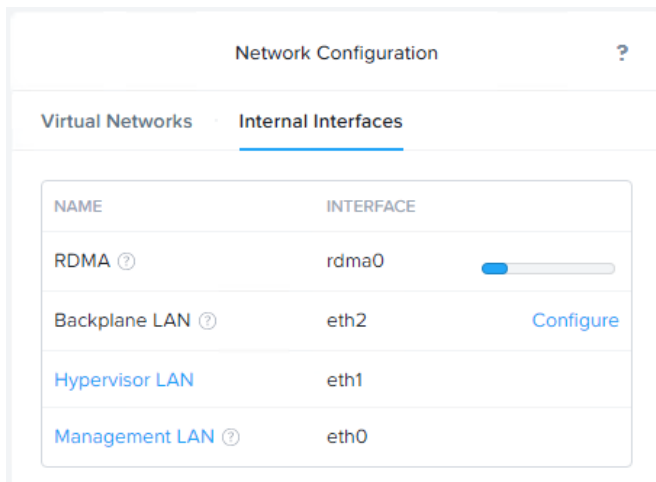 Network Configuration ?
Virtual Networks Internal Interfaces
NAME INTERFACE
RDMA ? rdma0
Backplane LAN ? eth2 Configure
Hypervisor LAN eth1
Management LAN ? eth0